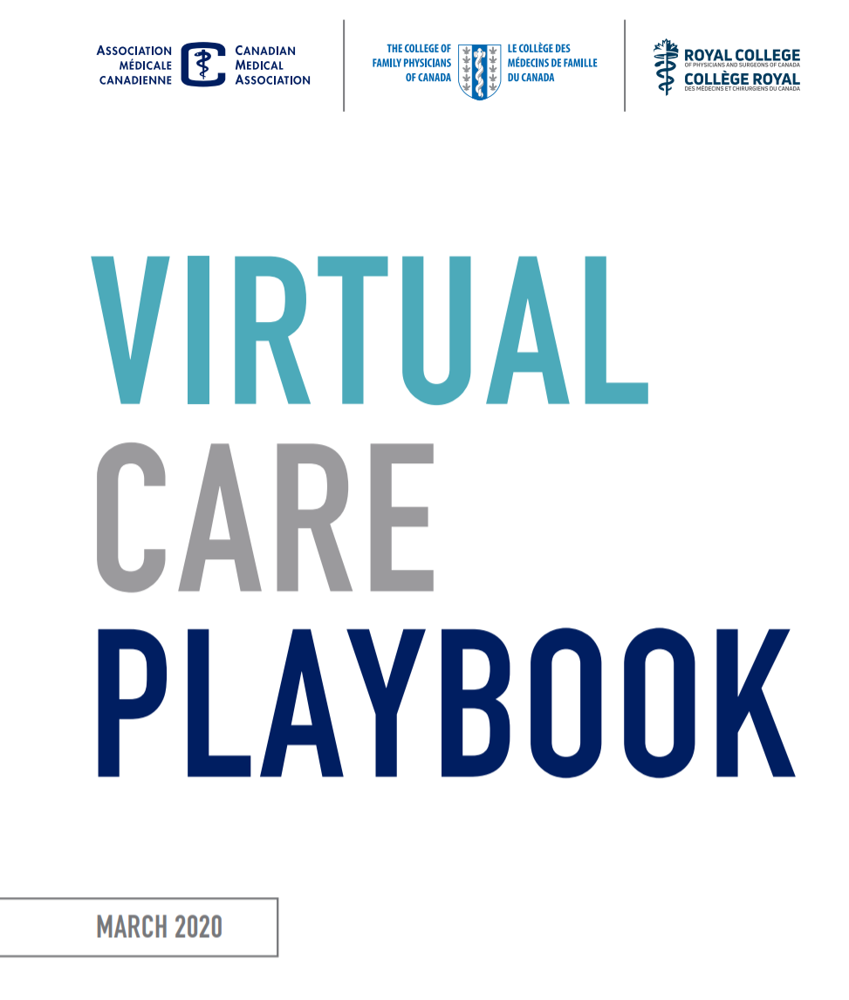 ASSOCIATION
MÉDICALE
CANADIENNE
CANADIAN
MEDICAL
ASSOCIATION
THE COLLEGE OF
FAMILY PHYSICIANS
OF CANADA
LE COLLÈGE DES
MÉDECINS DE FAMILLE
DU CANADA
ROYAL COLLEGE
OF PHYSICIANS AND SURGEONS OF CANADA
COLLÈGE ROYAL
DES MÉDECINS ET CHIRURGIENS DU CANADA
VIRTUAL
CARE
PLAYBOOK
MARCH 2020